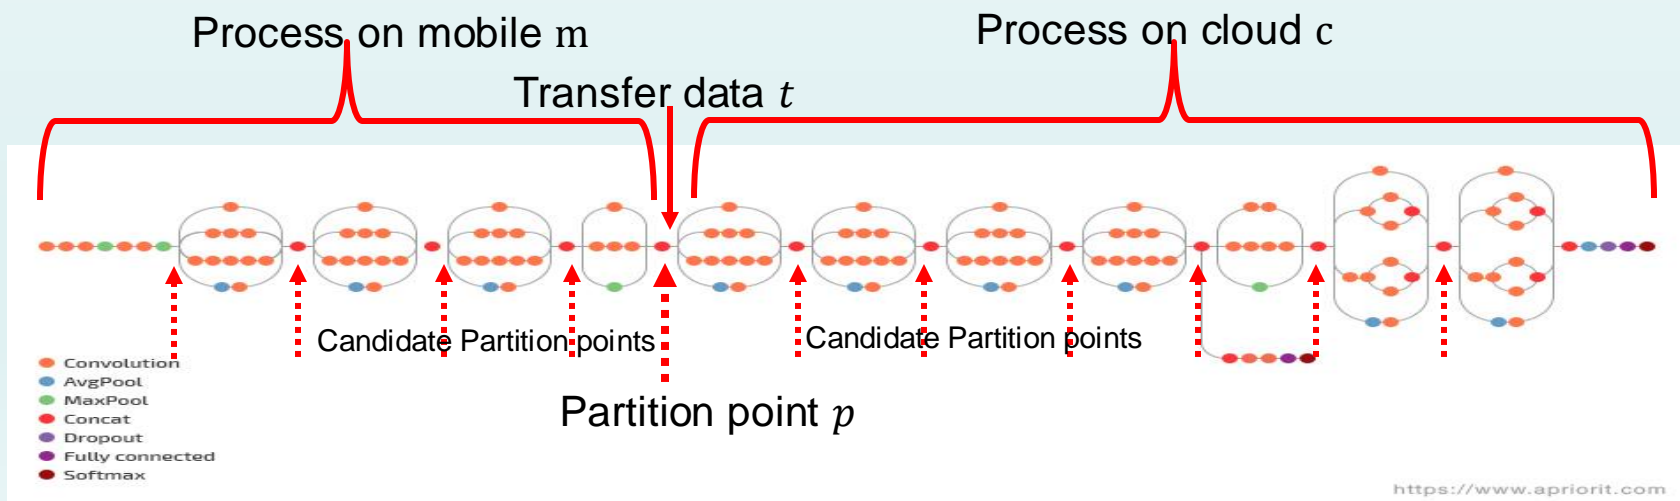 Process on mobile m
Process on cloud c
Transfer data t
Candidate Partition points
Candidate Partition points
Partition point p
Convolution
AvgPool
MaxPool
Concat
Dropout
Fully connected
Softmax
https://www.apriorit.com